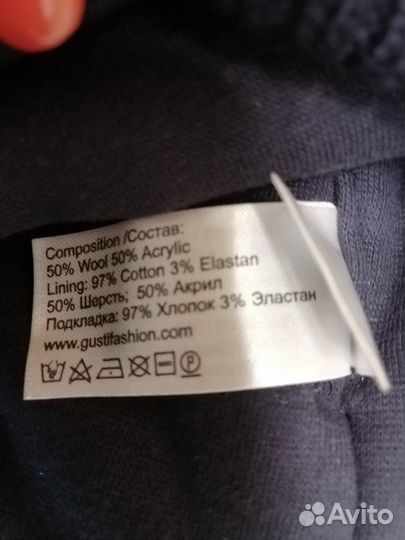 Composition /Состав:
50% Wool 50% Acrylic
Lining: 97% Cotton 3% Elastan
50% Шерсть; 50% Акрил
Подкладка: 97% Хлопок 3% Эластан
www.gustifashion.com
Avito